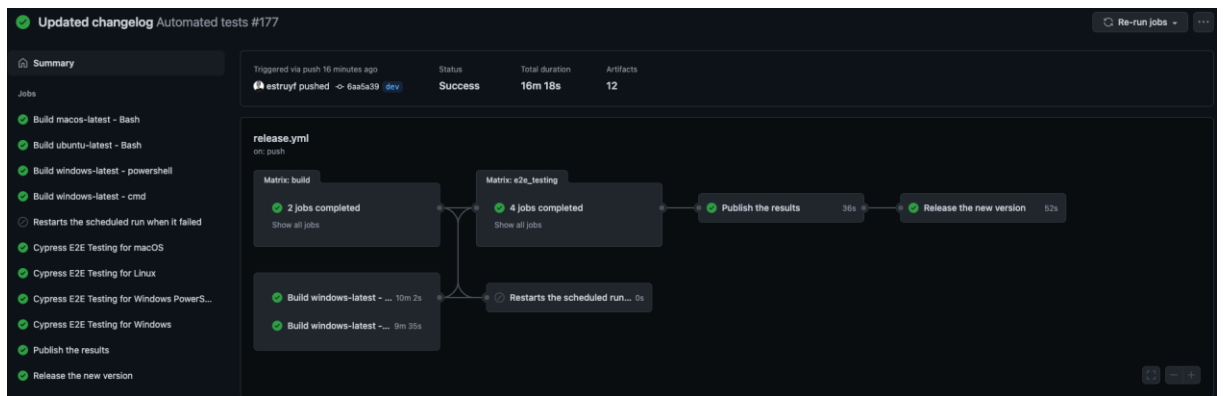 Updated changelog Automated tests #177
Re-run jobs
Summary
Jobs
Build macos-latest - Bash
Build ubuntu-latest - Bash
Build windows-latest - powershell
Build windows-latest - cmd
Restarts the scheduled run when it failed
Cypress E2E Testing for macOS
Cypress E2E Testing for Linux
Cypress E2E Testing for Windows PowerS...
Cypress E2E Testing for Windows
Publish the results
Release the new version
Triggered via push 16 minutes ago
estruyf pushed 6aa5a39 dev
Status
Success
Total duration
16m 18s
Artifacts
12
release.yml
on: push
Matrix: build
2 jobs completed
Show all jobs
Build windows-latest - ... 10m 2s
Build windows-latest -... 9m 35s
Matrix: e2e_testing
4 jobs completed
Show all jobs
Restarts the scheduled run... 0s
Publish the results 36s
Release the new version 52s